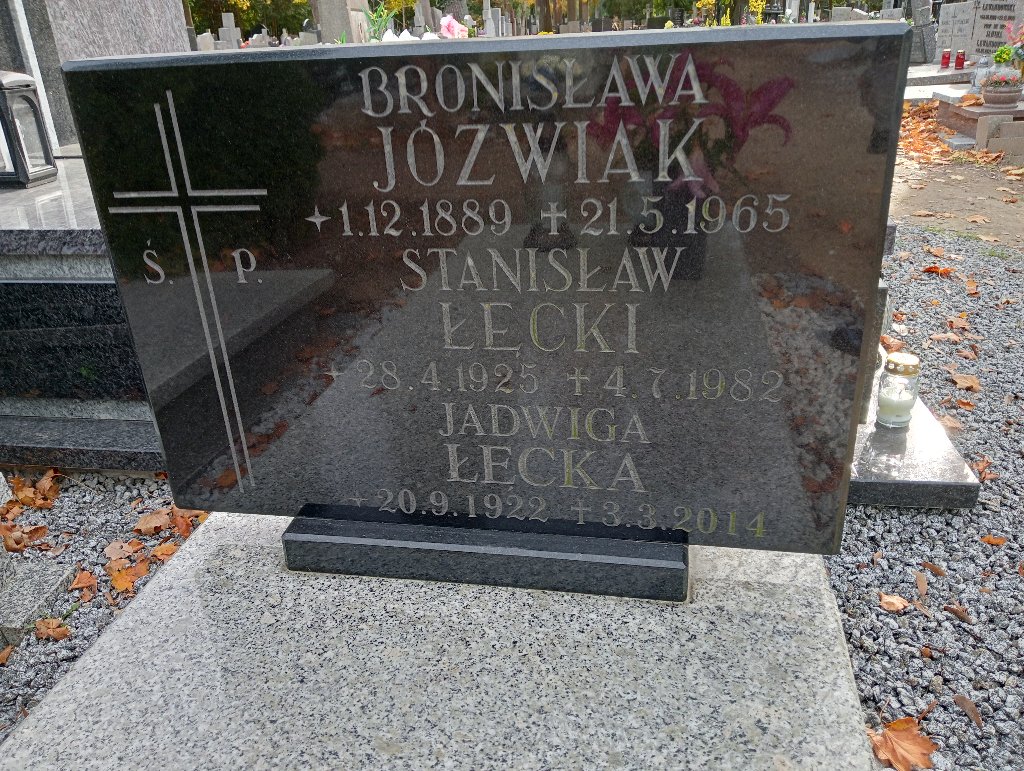 BRONISŁAWA
JÓŹWIAK
1.12.1889 21.5.1965
STANISŁAW
ŁĘCKI
28.4.1925 4.7.1982
JADWIGA
ŁĘCKA
20.9.1922 3.3.2014
Ś. P.